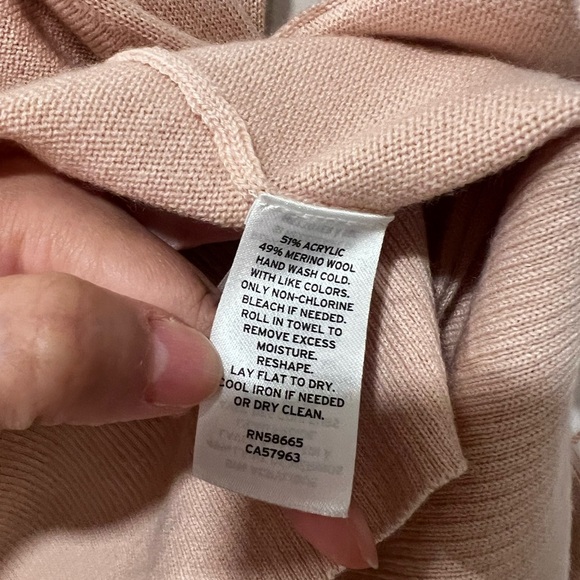 51% ACRYLIC
49% MERINO WOOL
HAND WASH COLD.
WITH LIKE COLORS.
ONLY NON-CHLORINE
BLEACH IF NEEDED.
ROLL IN TOWEL TO
REMOVE EXCESS
MOISTURE.
RESHAPE.
LAY FLAT TO DRY.
COOL IRON IF NEEDED
OR DRY CLEAN.
RN58665
CA57963